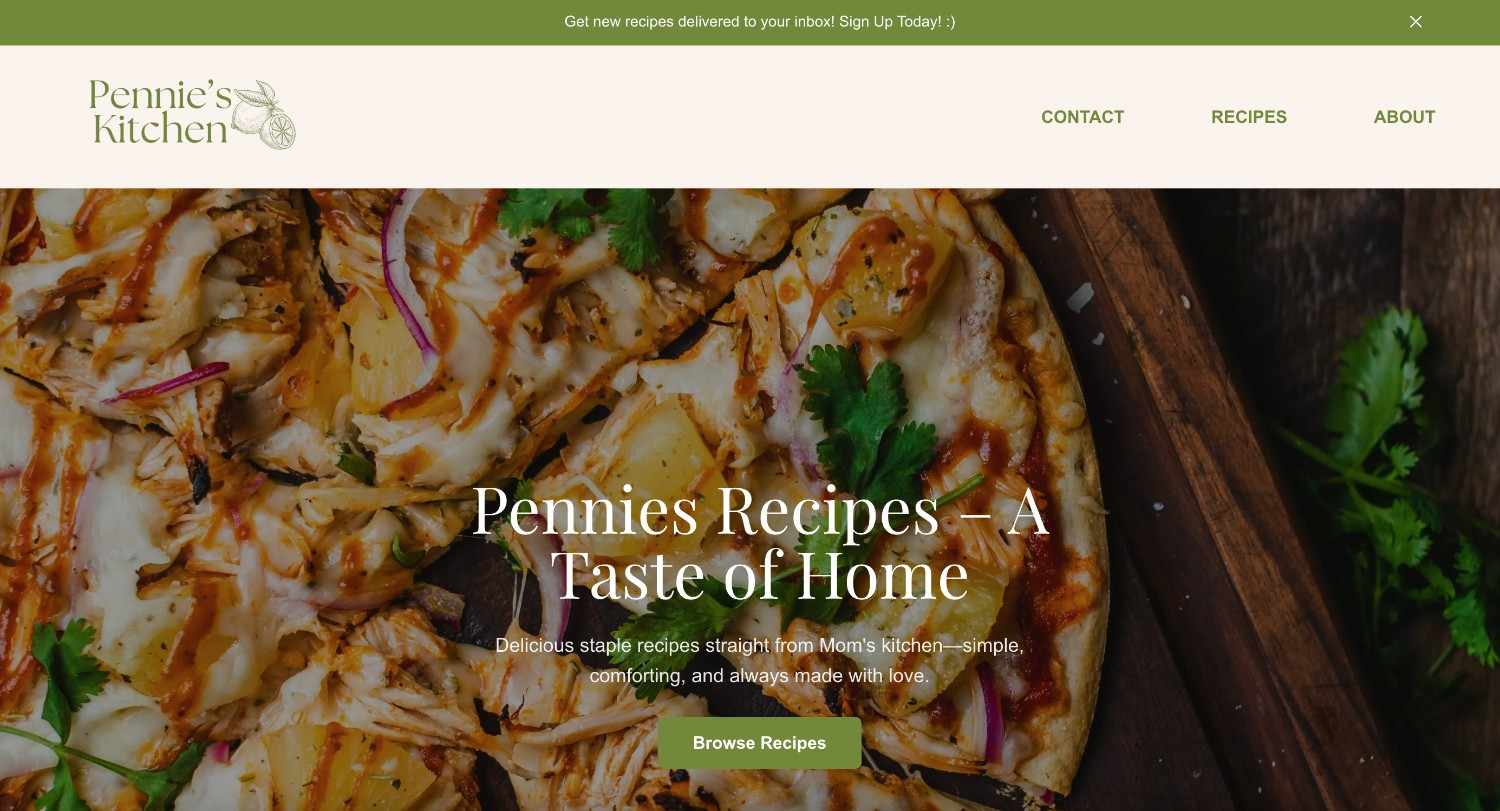 Get new recipes delivered to your inbox! Sign Up Today! :)
Pennie's
Kitchen
CONTACT
RECIPES
ABOUT
Pennies Recipes – A
Taste of Home
Delicious staple recipes straight from Mom's kitchen—simple,
comforting, and always made with love.
Browse Recipes